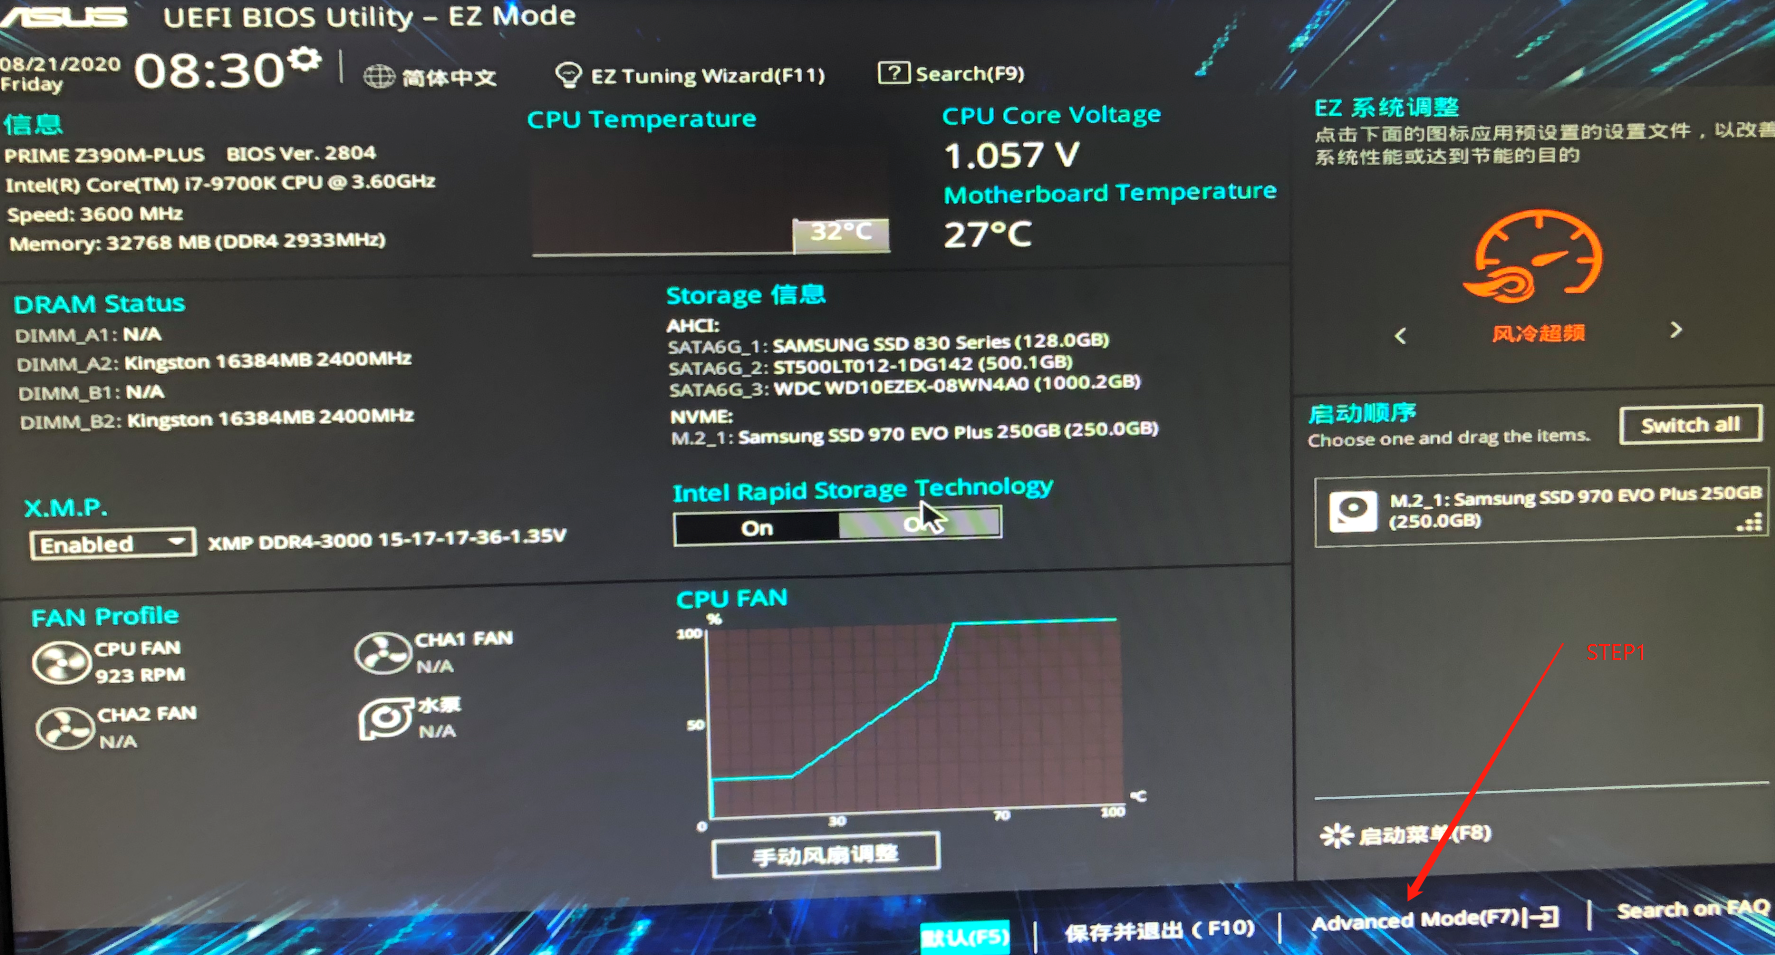 ASUS UEFI BIOS Utility – EZ Mode
08/21/2020
Friday
08:30
简体中文
EZ Tuning Wizard(F11)
Search(F9)
信息
PRIME Z390M-PLUS BIOS Ver. 2804
Intel(R) Core(TM) i7-9700K CPU @ 3.60GHz
Speed: 3600 MHz
Memory: 32768 MB (DDR4 2933MHz)
CPU Temperature
32°C
CPU Core Voltage
1.057 V
Motherboard Temperature
27°C
EZ 系统调整
点击下面的图标应用预设置的设置文件，以改善
系统性能或达到节能的目的
风冷超频
DRAM Status
DIMM_A1: N/A
DIMM_A2: Kingston 16384MB 2400MHz
DIMM_B1: N/A
DIMM_B2: Kingston 16384MB 2400MHz
Storage 信息
AHCI:
SATA6G_1: SAMSUNG SSD 830 Series (128.0GB)
SATA6G_2: ST500LT012-1DG142 (500.1GB)
SATA6G_3: WDC WD10EZEX-08WN4A0 (1000.2GB)
NVME:
M.2_1: Samsung SSD 970 EVO Plus 250GB (250.0GB)
启动顺序
Choose one and drag the items.
Switch all
M.2_1: Samsung SSD 970 EVO Plus 250GB
(250.0GB)
X.M.P.
Enabled
XMP DDR4-3000 15-17-17-36-1.35V
Intel Rapid Storage Technology
On
FAN Profile
CPU FAN
923 RPM
CHA1 FAN
N/A
CHA2 FAN
N/A
水泵
N/A
CPU FAN
%
100
50
0
30
70
100
°C
手动风扇调整
STEP1
启动菜单(F8)
默认(F5)
保存并退出（F10)
Advanced Mode(F7)
Search on FAQ